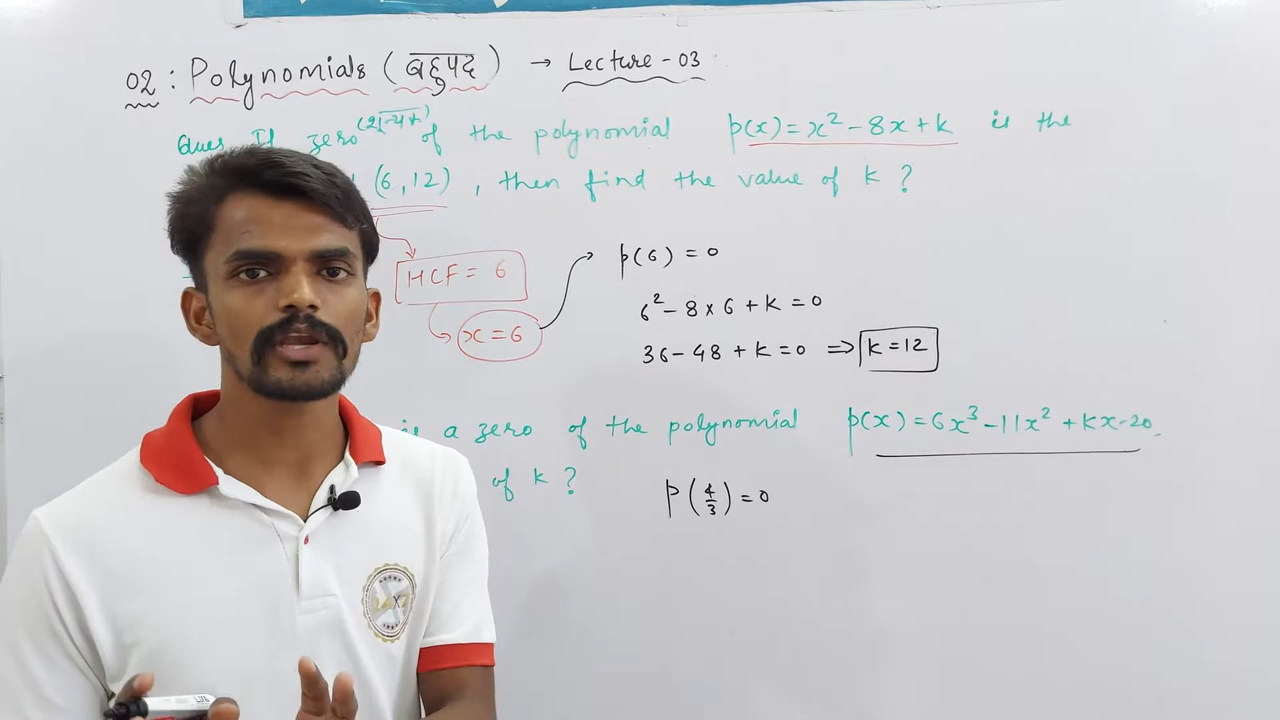 02 : Polynomials (बहुपद) → Lecture - 03
Ques If zero of the polynomial p(x) = x² - 8x + k is the
(6, 12), then find the value of k ?
HCF = 6
x = 6
p(6) = 0
6² - 8 × 6 + k = 0
36 - 48 + k = 0 ⇒ k = 12
is a zero of the polynomial p(x) = 6x³ - 11x² + kx - 20
of k ?
p(4/3) = 0